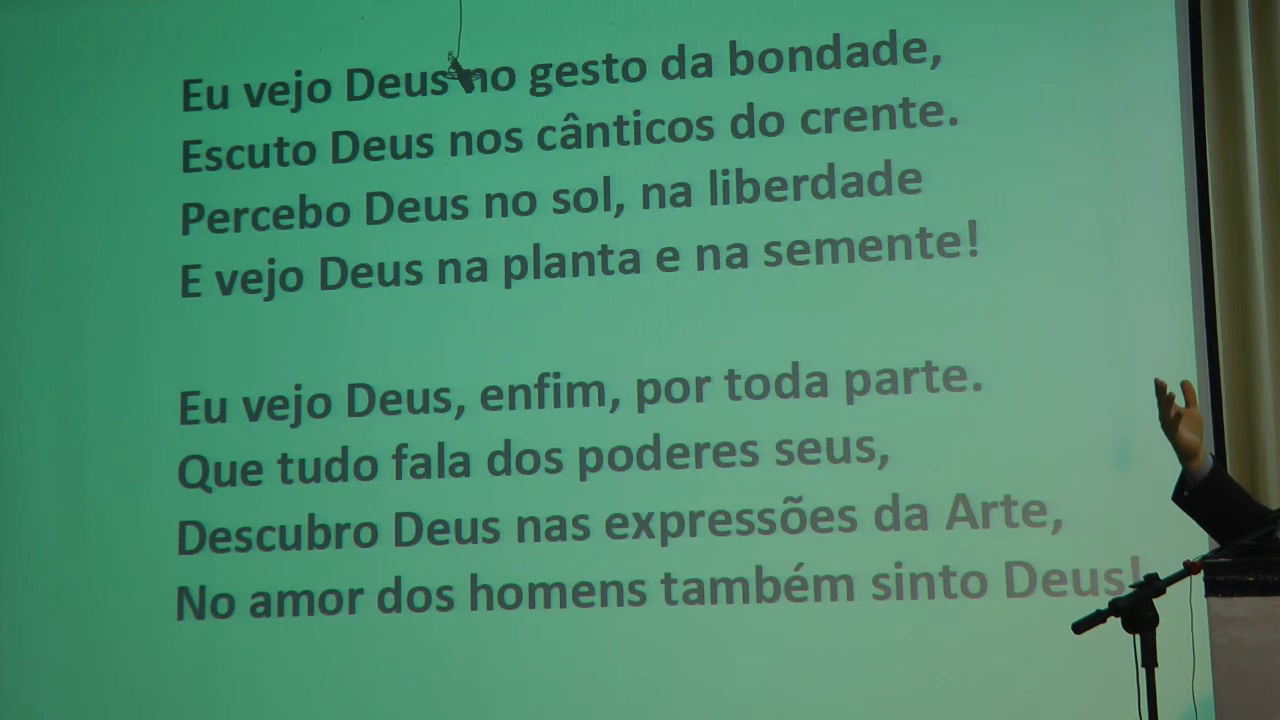 Eu vejo Deus no gesto da bondade,
Escuto Deus nos cânticos do crente.
Percebo Deus no sol, na liberdade
E vejo Deus na planta e na semente!
Eu vejo Deus, enfim, por toda parte.
Que tudo fala dos poderes seus,
Descubro Deus nas expressões da Arte,
No amor dos homens também sinto Deus!